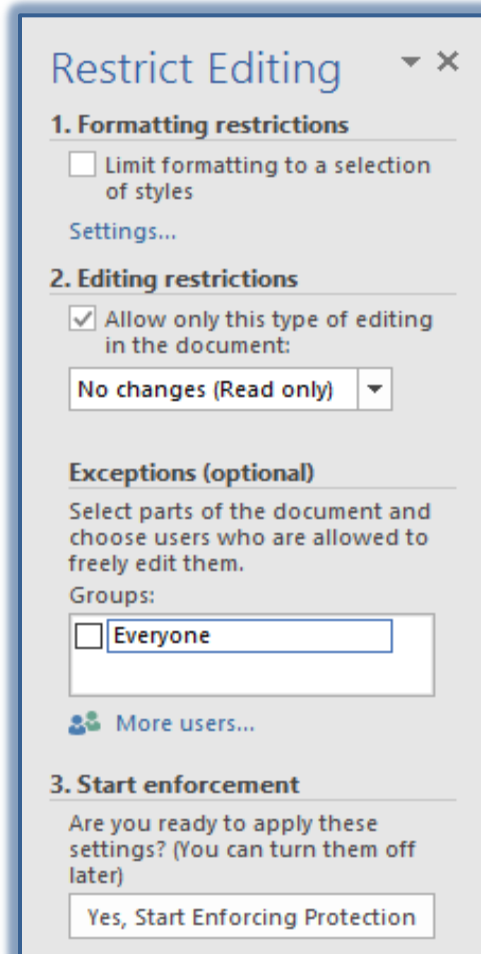 Restrict Editing
1. Formatting restrictions
Limit formatting to a selection
of styles
Settings...
2. Editing restrictions
Allow only this type of editing
in the document:
No changes (Read only)
Exceptions (optional)
Select parts of the document and
choose users who are allowed to
freely edit them.
Groups:
Everyone
More users...
3. Start enforcement
Are you ready to apply these
settings? (You can turn them off
later)
Yes, Start Enforcing Protection